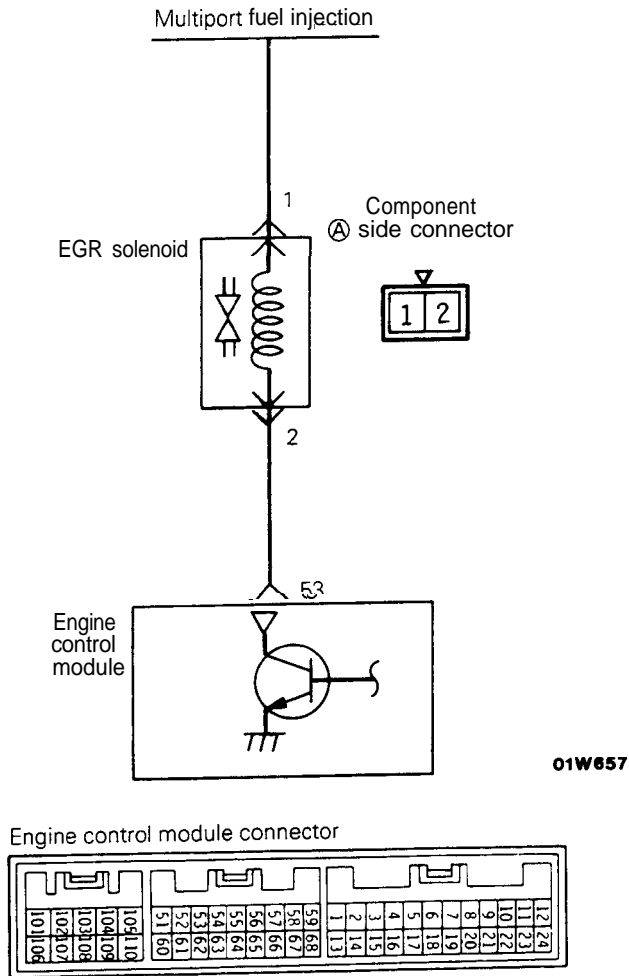 Multiport fuel injection
1
Component
Ⓐ side connector
EGR solenoid
1 2
2
53
Engine
control
module
01W657
Engine control module connector
101 102 103 104 105 51 52 53 54 55 56 57 58 59 1 2 3 4 5 6 7 8 9 10 11 12
106 107 108 109 110 60 61 62 63 64 65 66 67 68 13 14 15 16 17 18 19 20 21 22 23 24